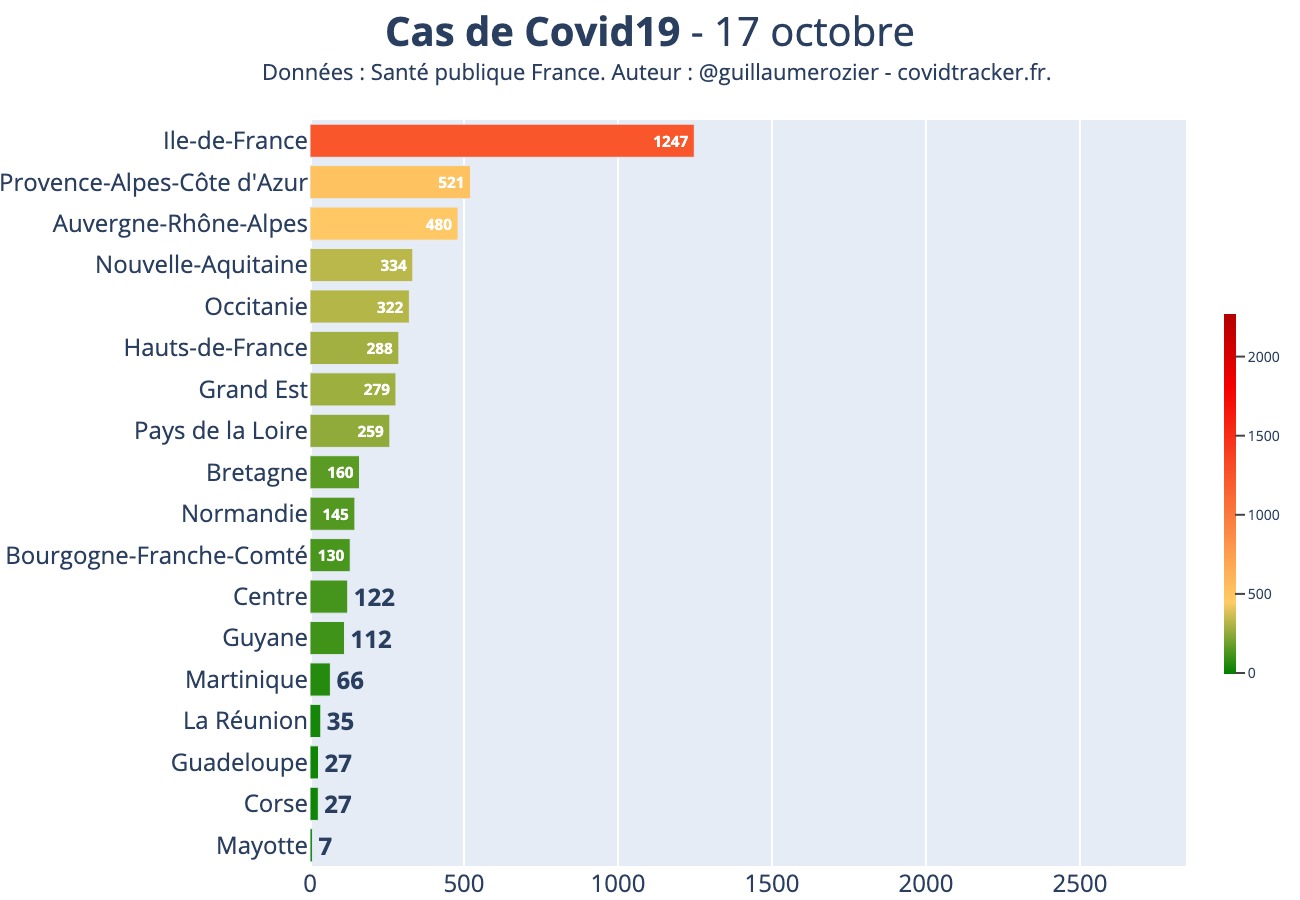 Cas de Covid19 - 17 octobre
Données : Santé publique France. Auteur : @guillaumerozier - covidtracker.fr.
Ile-de-France 1247
Provence-Alpes-Côte d'Azur 521
Auvergne-Rhône-Alpes 480
Nouvelle-Aquitaine 334
Occitanie 322
Hauts-de-France 288
Grand Est 279
Pays de la Loire 259
Bretagne 160
Normandie 145
Bourgogne-Franche-Comté 130
Centre 122
Guyane 112
Martinique 66
La Réunion 35
Guadeloupe 27
Corse 27
Mayotte 7
0 500 1000 1500 2000 2500
2000
1500
1000
500
0